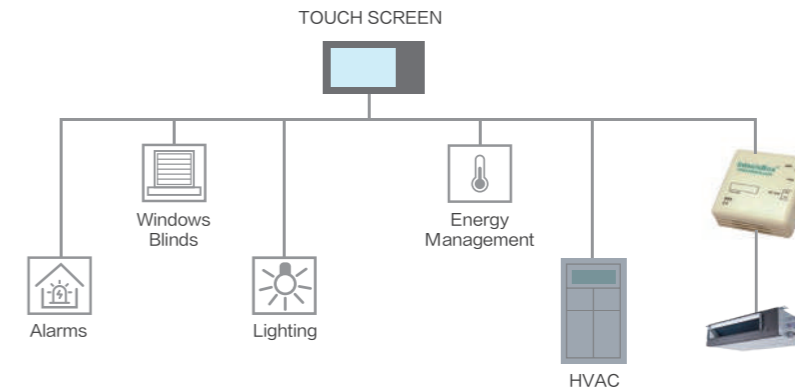 TOUCH SCREEN
Windows
Blinds
Energy
Management
Alarms
Lighting
HVAC